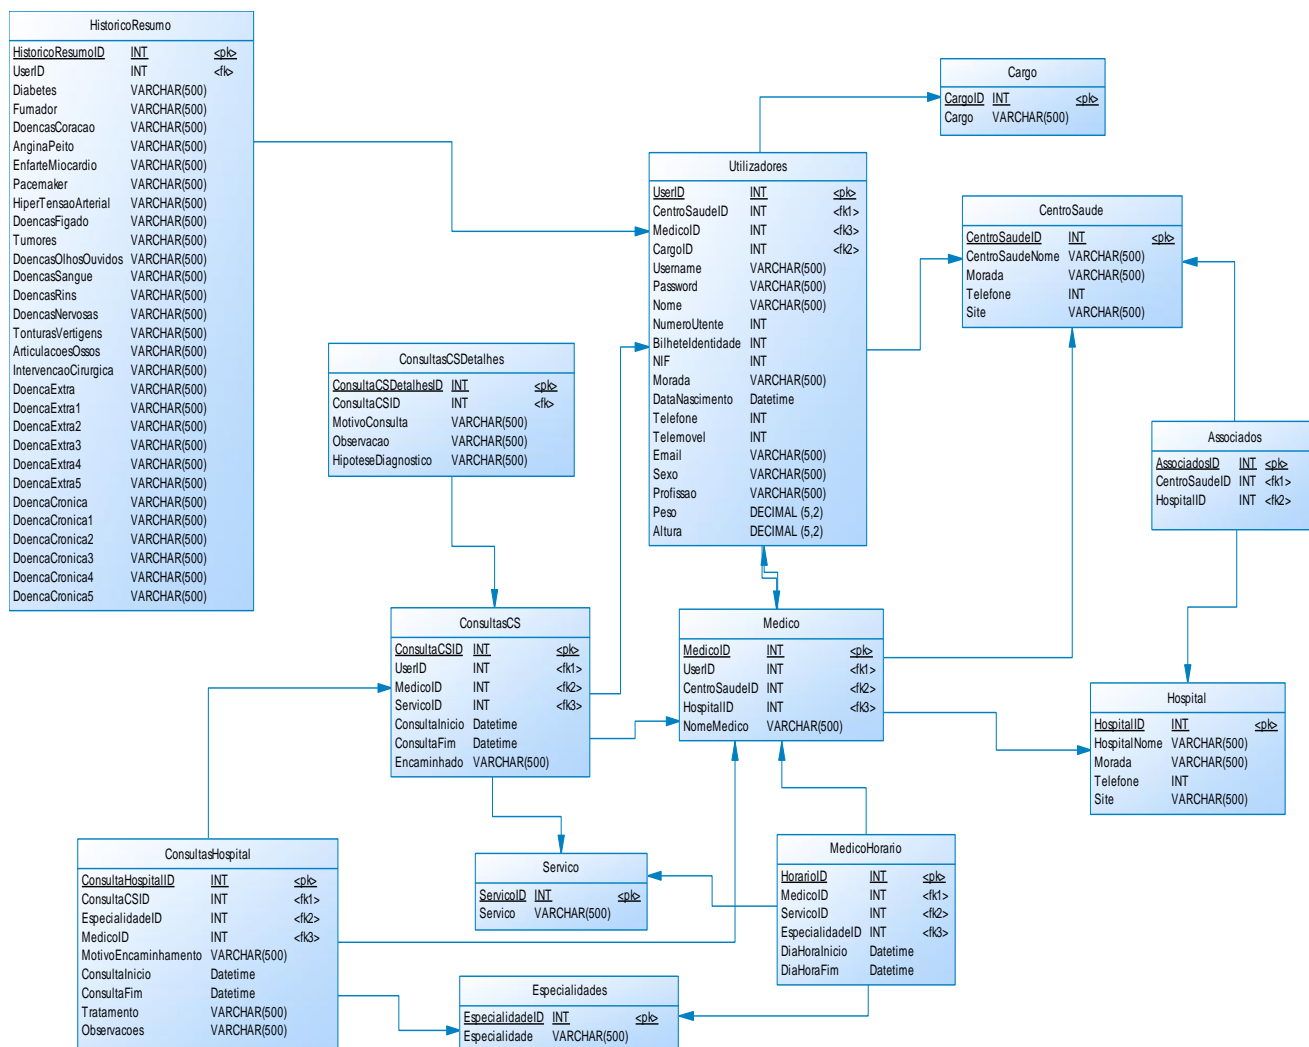 HistoricoResumo
HistoricoResumoID INT <pk>
UserID INT <fk>
Diabetes VARCHAR(500)
Fumador VARCHAR(500)
DoencasCoracao VARCHAR(500)
AnginaPeito VARCHAR(500)
EnfarteMiocardio VARCHAR(500)
Pacemaker VARCHAR(500)
HiperTensaoArterial VARCHAR(500)
DoencasFigado VARCHAR(500)
Tumores VARCHAR(500)
DoencasOlhosOuvidos VARCHAR(500)
DoencasSangue VARCHAR(500)
DoencasRins VARCHAR(500)
DoencasNervosas VARCHAR(500)
TonturasVertigens VARCHAR(500)
ArticulacoesOssos VARCHAR(500)
IntervencaoCirurgica VARCHAR(500)
DoencaExtra VARCHAR(500)
DoencaExtra1 VARCHAR(500)
DoencaExtra2 VARCHAR(500)
DoencaExtra3 VARCHAR(500)
DoencaExtra4 VARCHAR(500)
DoencaExtra5 VARCHAR(500)
DoencaCronica VARCHAR(500)
DoencaCronica1 VARCHAR(500)
DoencaCronica2 VARCHAR(500)
DoencaCronica3 VARCHAR(500)
DoencaCronica4 VARCHAR(500)
DoencaCronica5 VARCHAR(500)
Cargo
CargoID INT <pk>
Cargo VARCHAR(500)
Utilizadores
UserID INT <pk>
CentroSaudeID INT <fk1>
MedicoID INT <fk3>
CargoID INT <fk2>
Username VARCHAR(500)
Password VARCHAR(500)
Nome VARCHAR(500)
NumeroUtente INT
BilheteIdentidade INT
NIF INT
Morada VARCHAR(500)
DataNascimento Datetime
Telefone INT
Telemovel INT
Email VARCHAR(500)
Sexo VARCHAR(500)
Profissao VARCHAR(500)
Peso DECIMAL (5,2)
Altura DECIMAL (5,2)
CentroSaude
CentroSaudeID INT <pk>
CentroSaudeNome VARCHAR(500)
Morada VARCHAR(500)
Telefone INT
Site VARCHAR(500)
ConsultasCSDetalhes
ConsultaCSDetalhesID INT <pk>
ConsultaCSID INT <fk>
MotivoConsulta VARCHAR(500)
Observacao VARCHAR(500)
HipoteseDiagnostico VARCHAR(500)
Associados
AssociadosID INT <pk>
CentroSaudeID INT <fk1>
HospitalID INT <fk2>
ConsultasCS
ConsultaCSID INT <pk>
UserID INT <fk1>
MedicoID INT <fk2>
ServicoID INT <fk3>
ConsultaInicio Datetime
ConsultaFim Datetime
Encaminhado VARCHAR(500)
Medico
MedicoID INT <pk>
UserID INT <fk1>
CentroSaudeID INT <fk2>
HospitalID INT <fk3>
NomeMedico VARCHAR(500)
Hospital
HospitalID INT <pk>
HospitalNome VARCHAR(500)
Morada VARCHAR(500)
Telefone INT
Site VARCHAR(500)
ConsultasHospital
ConsultaHospitalID INT <pk>
ConsultaCSID INT <fk1>
EspecialidadeID INT <fk2>
MedicoID INT <fk3>
MotivoEncaminhamento VARCHAR(500)
ConsultaInicio Datetime
ConsultaFim Datetime
Tratamento VARCHAR(500)
Observacoes VARCHAR(500)
Servico
ServicoID INT <pk>
Servico VARCHAR(500)
MedicoHorario
HorarioID INT <pk>
MedicoID INT <fk1>
ServicoID INT <fk2>
EspecialidadeID INT <fk3>
DiaHoraInicio Datetime
DiaHoraFim Datetime
Especialidades
EspecialidadeID INT <pk>
Especialidade VARCHAR(500)